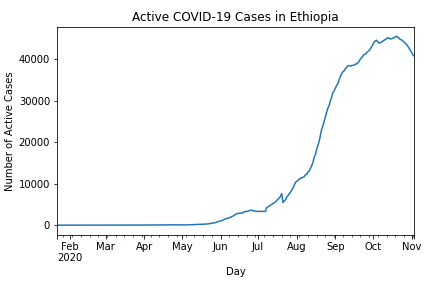 Active COVID-19 Cases in Ethiopia
Number of Active Cases
40000
30000
20000
10000
0
Feb Mar Apr May Jun Jul Aug Sep Oct Nov
2020
Day